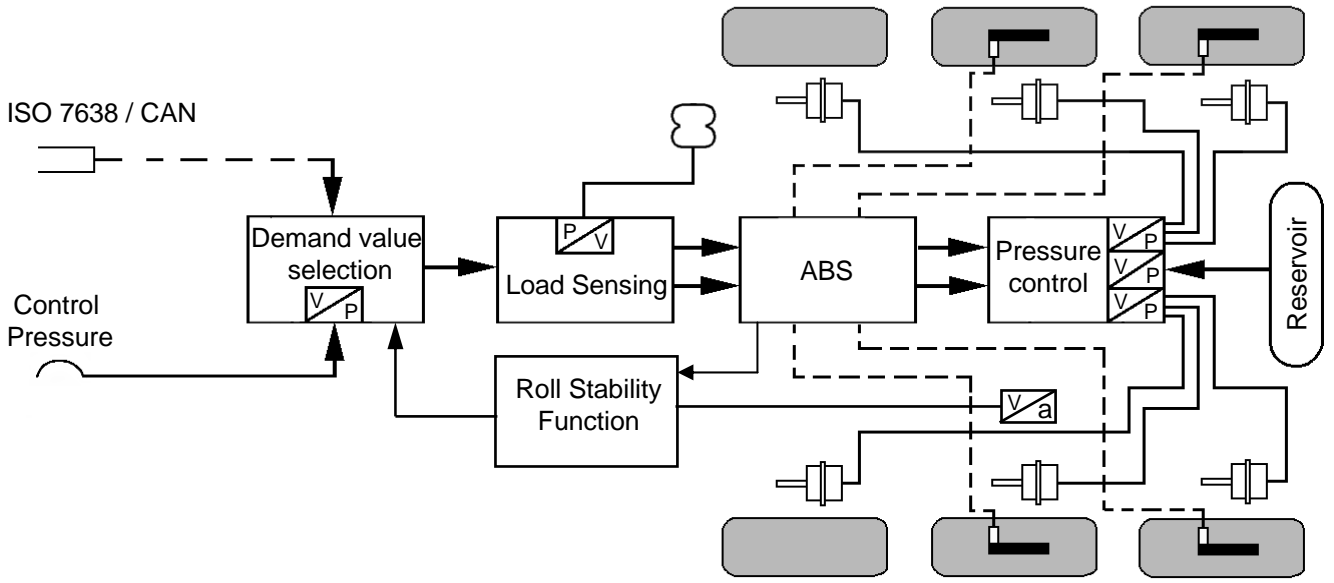 ISO 7638 / CAN
Control
Pressure
Demand value
selection
V
P
P
V
Load Sensing
ABS
Pressure
control
V
P
V
P
V
P
Reservoir
Roll Stability
Function
V
a